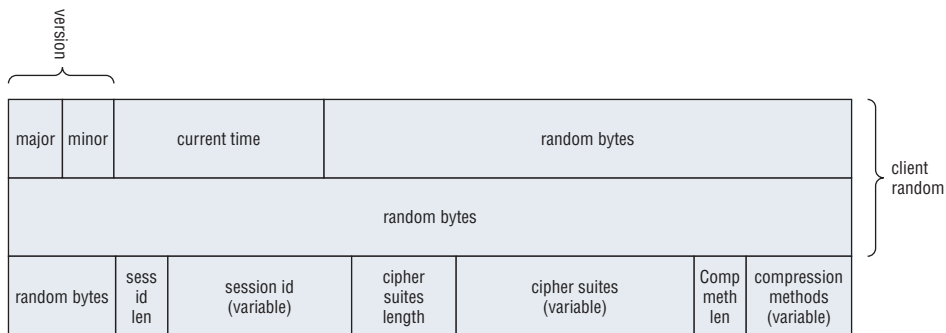 version
major
minor
current time
random bytes
client
random
random bytes
random bytes
sess
id
len
session id
(variable)
cipher
suites
length
cipher suites
(variable)
Comp
meth
len
compression
methods
(variable)